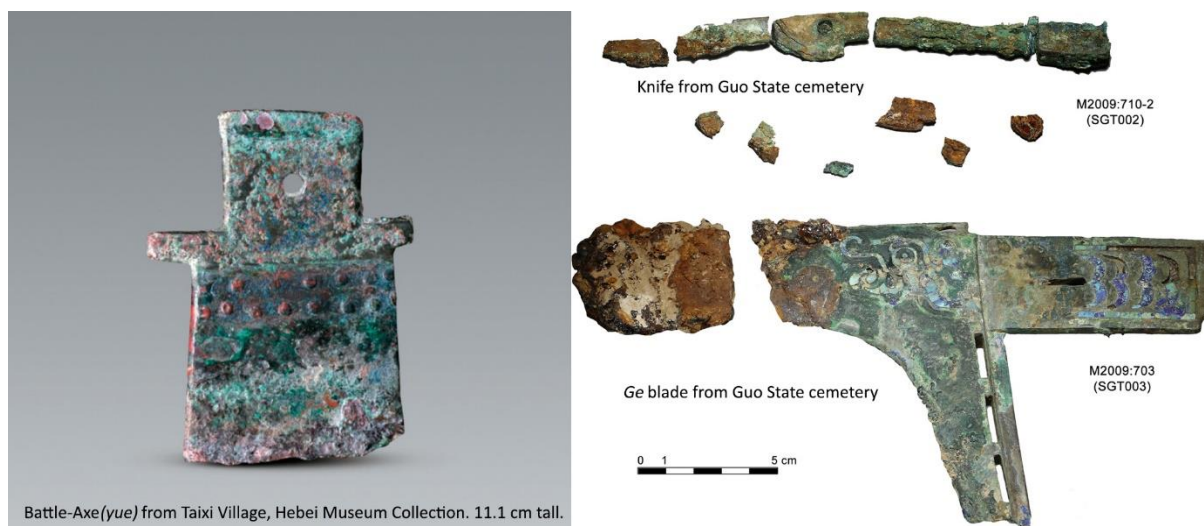 Battle-Axe(yue) from Taixi Village, Hebei Museum Collection. 11.1 cm tall.
Knife from Guo State cemetery
M2009:710-2
(SGT002)
Ge blade from Guo State cemetery
M2009:703
(SGT003)
0 1 5 cm